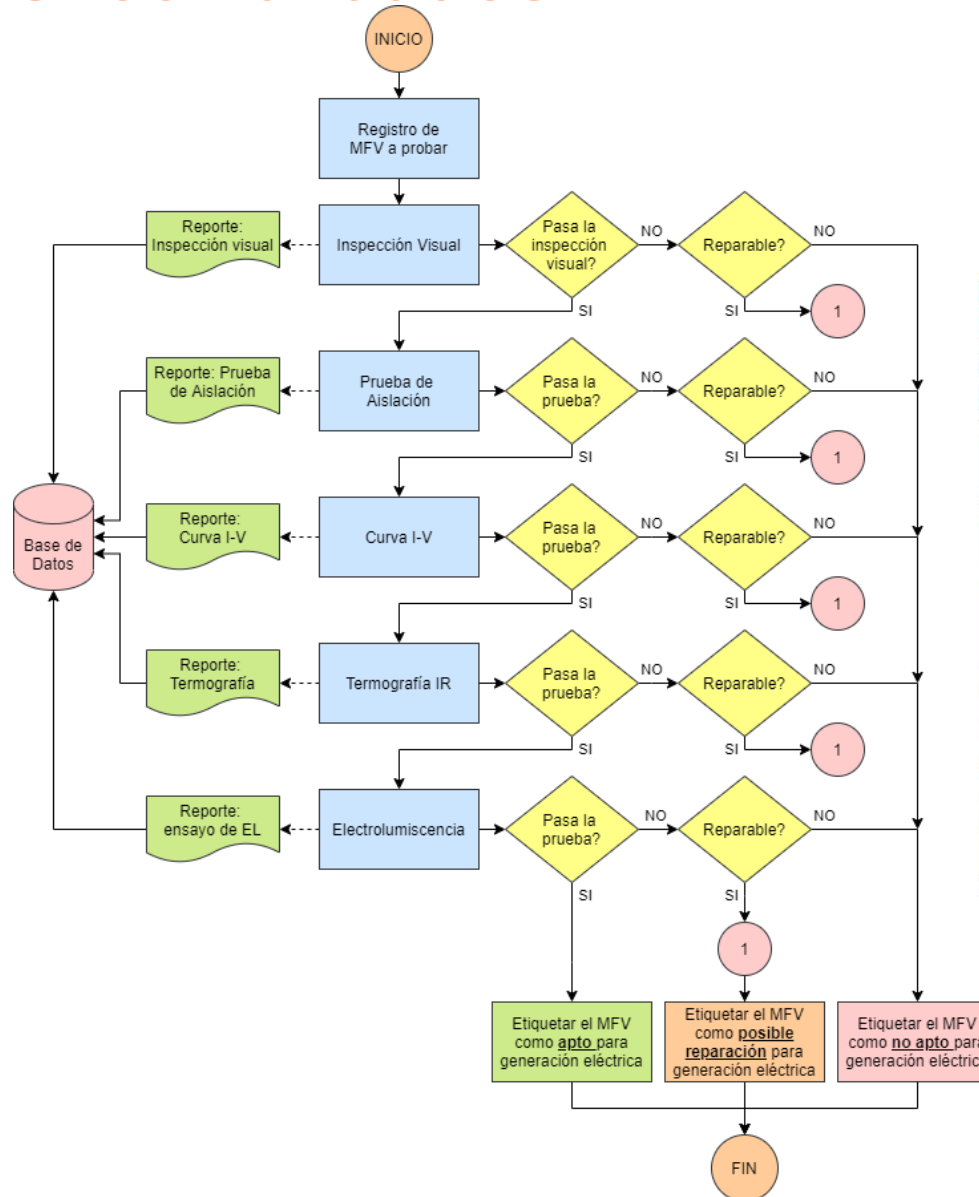 INICIO
Registro de
MFV a probar
Reporte:
Inspección visual
Inspección Visual
Pasa la
inspección
visual?
NO
Reparable?
NO
SI
SI
1
Reporte: Prueba
de Aislación
Prueba de
Aislación
Pasa la
prueba?
NO
Reparable?
NO
SI
SI
1
Base de
Datos
Reporte:
Curva I-V
Curva I-V
Pasa la
prueba?
NO
Reparable?
NO
SI
SI
1
Reporte:
Termografía
Termografía IR
Pasa la
prueba?
NO
Reparable?
NO
SI
SI
1
Reporte:
ensayo de EL
Electrolumiscencia
Pasa la
prueba?
NO
Reparable?
NO
SI
SI
1
Etiquetar el MFV
como apto para
generación eléctrica
Etiquetar el MFV
como posible
reparación para
generación eléctrica
Etiquetar el MFV
como no apto para
generación eléctric
FIN